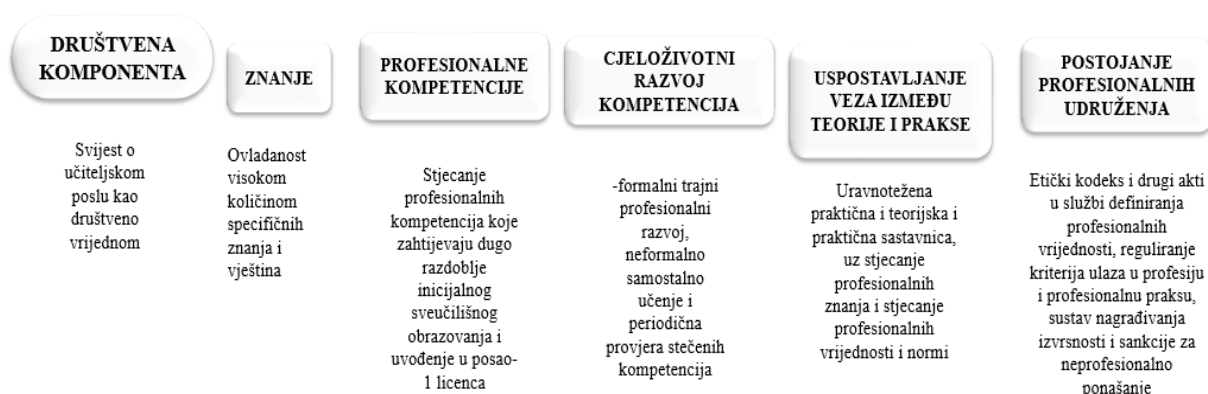 DRUŠTVENA
KOMPONENTA
Svijest o
učiteljskom
poslu kao
društveno
vrijednom
ZNANJE
Ovladanost
visokom
količinom
specifičnih
znanja i
vještina
PROFESIONALNE
KOMPETENCIJE
Stjecanje
profesionalnih
kompetencija koje
zahtijevaju dugo
razdoblje
inicijalnog
sveučilišnog
obrazovanja i
uvođenje u posao-
1 licenca
CJELOŽIVOTNI
RAZVOJ
KOMPETENCIJA
-formalni trajni
profesionalni
razvoj,
neformalno
samostalno
učenje i
periodična
provjera stečenih
kompetencija
USPOSTAVLJANJE
VEZA IZMEĐU
TEORIJE I PRAKSE
Uravnotežena
praktična i teorijska i
praktična sastavnica,
uz stjecanje
profesionalnih
znanja i stjecanje
profesionalnih
vrijednosti i normi
POSTOJANJE
PROFESIONALNIH
UDRUŽENJA
Etički kodeks i drugi akti
u službi definiranja
profesionalnih
vrijednosti, reguliranje
kriterija ulaza u profesiju
i profesionalnu praksu,
sustav nagrađivanja
izvrsnosti i sankcije za
neprofesionalno
ponašanje